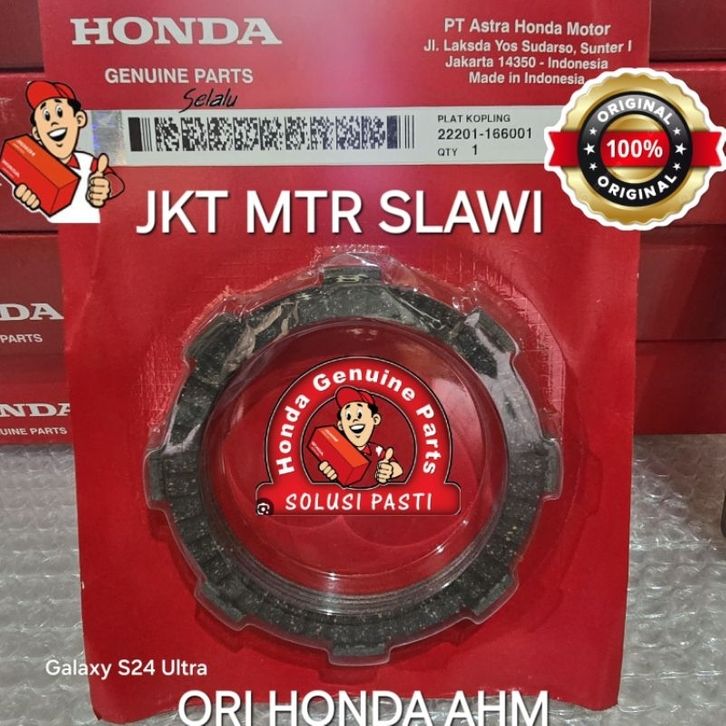 HONDA
GENUINE PARTS
Selalu
PT Astra Honda Motor
Jl. Laksda Yos Sudarso, Sunter I
Jakarta 14350 - Indonesia
Made in Indonesia
PLAT KOPLING
22201-166001
QTY 1
ORIGINAL
100%
ORIGINAL
JKT MTR SLAWI
DA
PARTS
NDA
UINE PARTS
Honda Genuine Parts
SOLUSI PASTI
Galaxy S24 Ultra
ORI HONDA AHM